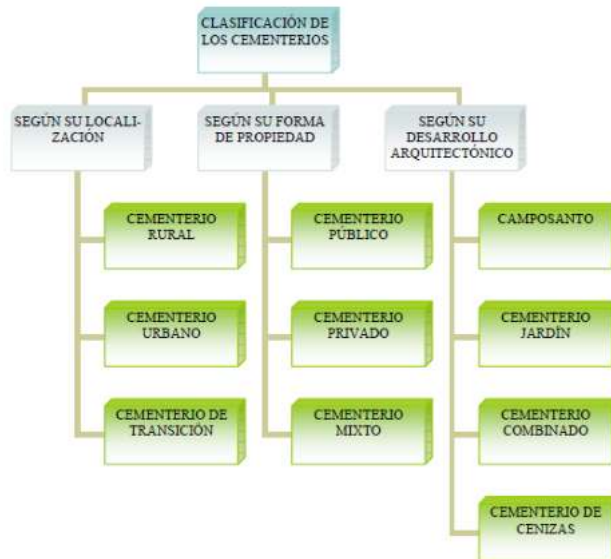 CLASIFICACIÓN DE
LOS CEMENTERIOS
SEGÚN SU LOCALI-
ZACIÓN
SEGÚN SU FORMA
DE PROPIEDAD
SEGÚN SU
DESARROLLO
ARQUITECTÓNICO
CEMENTERIO
RURAL
CEMENTERIO
PÚBLICO
CAMPOSANTO
CEMENTERIO
URBANO
CEMENTERIO
PRIVADO
CEMENTERIO
JARDÍN
CEMENTERIO DE
TRANSICIÓN
CEMENTERIO
MIXTO
CEMENTERIO
COMBINADO
CEMENTERIO DE
CENIZAS